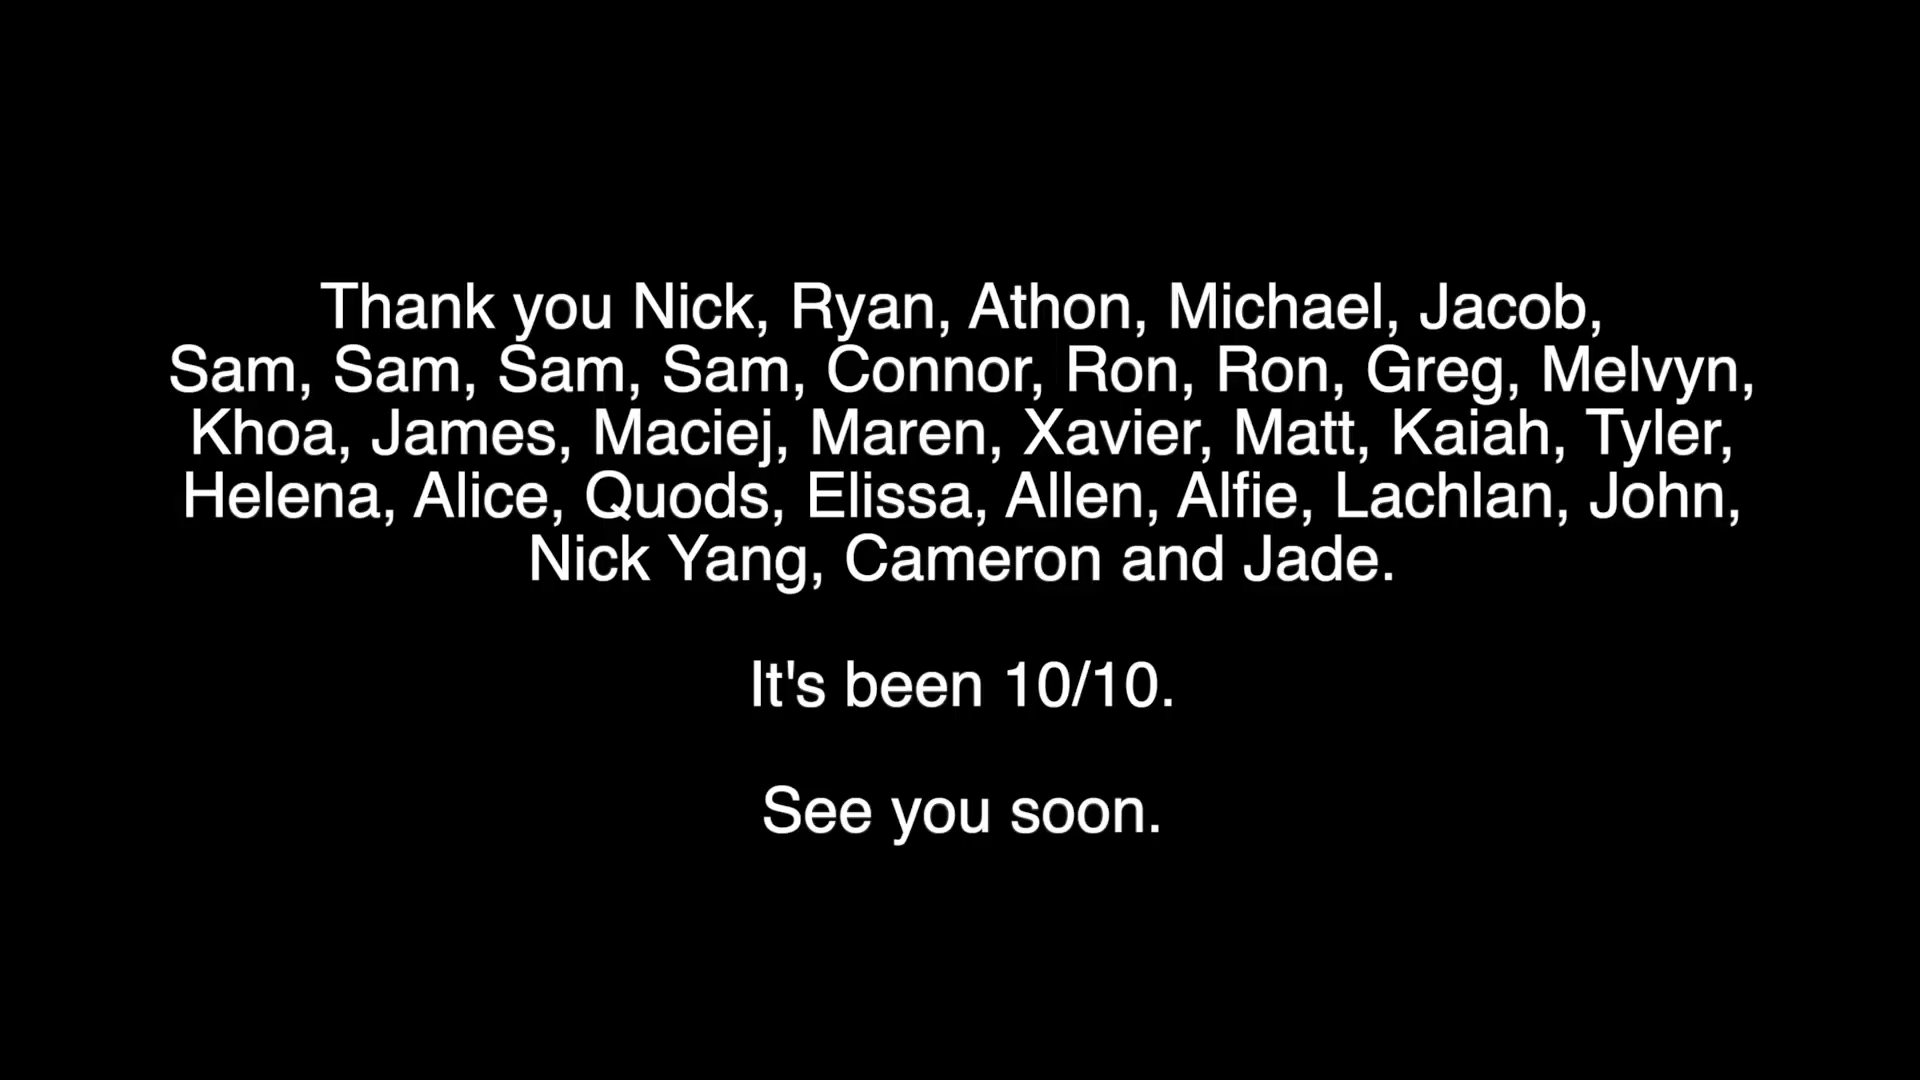 Thank you Nick, Ryan, Athon, Michael, Jacob,
Sam, Sam, Sam, Sam, Connor, Ron, Ron, Greg, Melvyn,
Khoa, James, Maciej, Maren, Xavier, Matt, Kaiah, Tyler,
Helena, Alice, Quods, Elissa, Allen, Alfie, Lachlan, John,
Nick Yang, Cameron and Jade.
It's been 10/10.
See you soon.